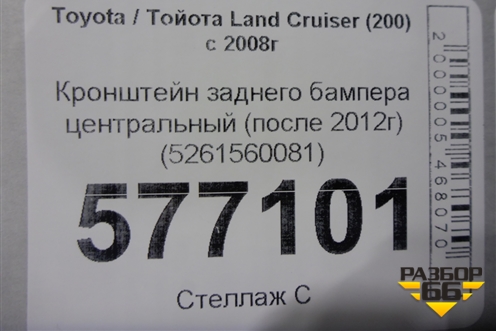 Toyota / Тойота Land Cruiser (200)
с 2008г
Кронштейн заднего бампера
центральный (после 2012г)
(5261560081)
577101
Стеллаж С
2000005468070
РАЗБОР
66